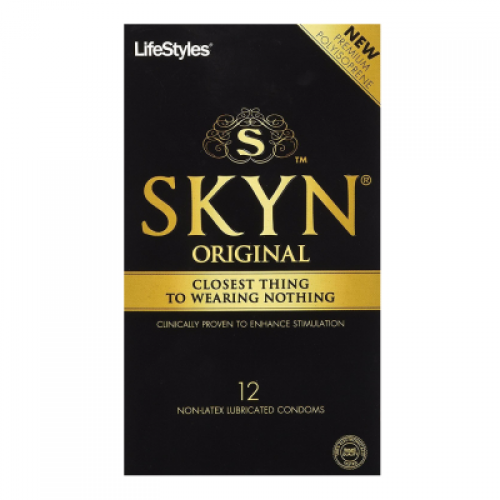 LifeStyles®
NEW
PREMIUM
POLYISOPRENE
S
™
SKYN®
ORIGINAL
CLOSEST THING
TO WEARING NOTHING
CLINICALLY PROVEN TO ENHANCE STIMULATION
12
NON-LATEX LUBRICATED CONDOMS